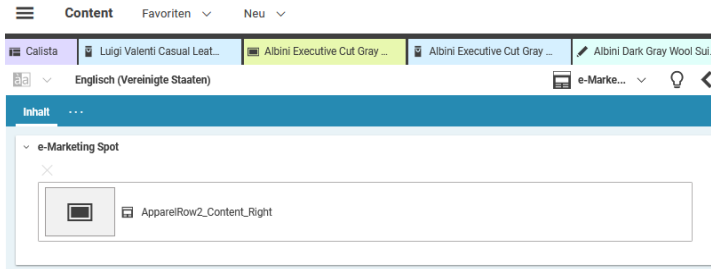 Content Favoriten Neu
Calista Luigi Valenti Casual Leat... Albini Executive Cut Gray ... Albini Executive Cut Gray ... Albini Dark Gray Wool Sui
Englisch (Vereinigte Staaten) e-Marke...
Inhalt ...
e-Marketing Spot
ApparelRow2_Content_Right